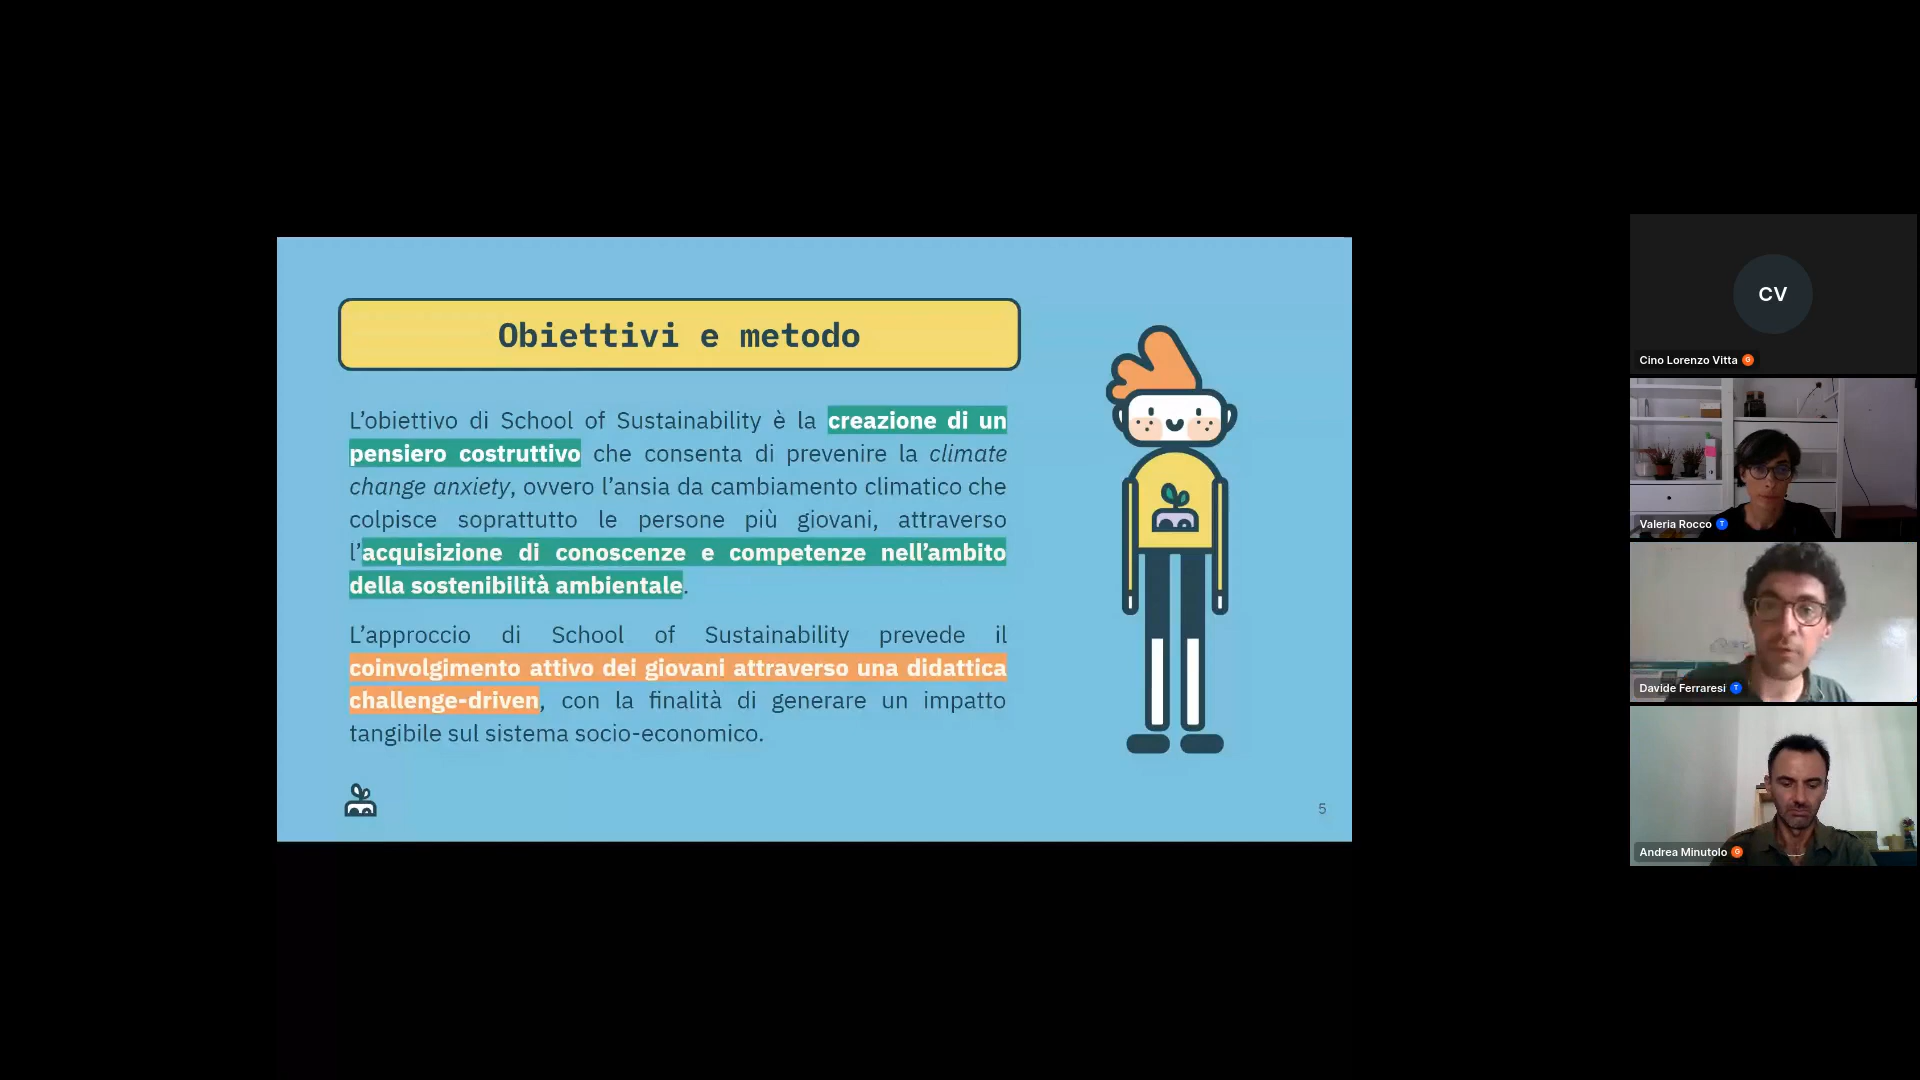 Obiettivi e metodo
L’obiettivo di School of Sustainability è la creazione di un
pensiero costruttivo che consenta di prevenire la climate
change anxiety, ovvero l’ansia da cambiamento climatico che
colpisce soprattutto le persone più giovani, attraverso
l’acquisizione di conoscenze e competenze nell’ambito
della sostenibilità ambientale.
L’approccio di School of Sustainability prevede il
coinvolgimento attivo dei giovani attraverso una didattica
challenge-driven, con la finalità di generare un impatto
tangibile sul sistema socio-economico.
5
CV
Cino Lorenzo Vitta G
Valeria Rocco T
Davide Ferraresi T
Andrea Minutolo G